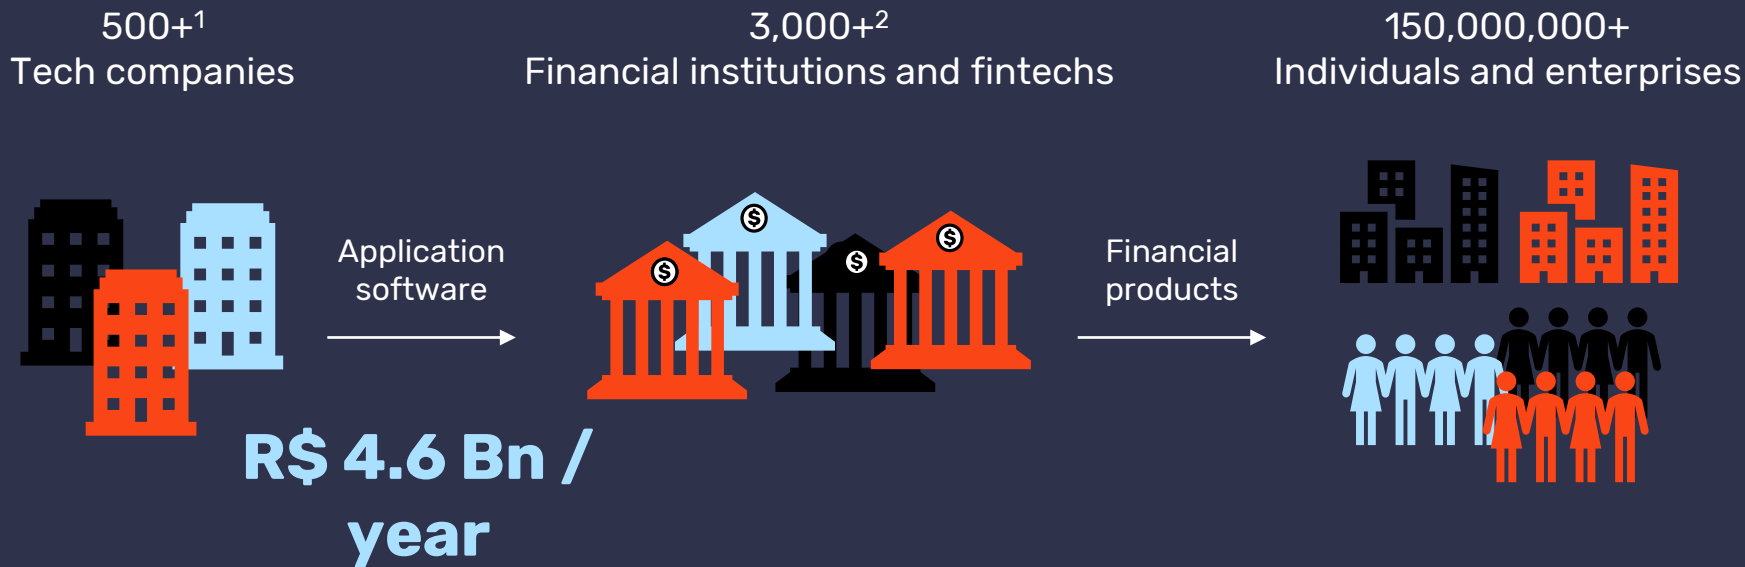 500+¹
Tech companies
3,000+²
Financial institutions and fintechs
150,000,000+
Individuals and enterprises
Application
software
$
$
$
$
Financial
products
R$ 4.6 Bn /
year